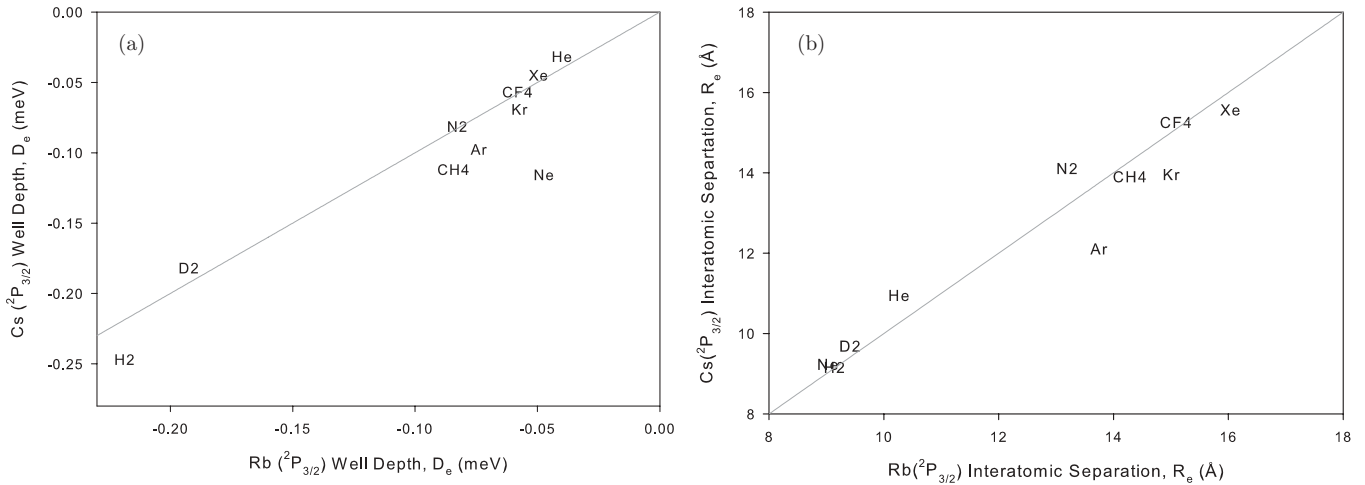 (a)
0.00
-0.05
-0.10
-0.15
-0.20
-0.25
Cs (²P₃/₂) Well Depth, Dₑ (meV)
He
Xe
CF4
Kr
N2
Ar
CH4
Ne
D2
H2
-0.20
-0.15
-0.10
-0.05
0.00
Rb (²P₃/₂) Well Depth, Dₑ (meV)
(b)
18
16
14
12
10
8
Cs(²P₃/₂) Interatomic Separtation, Rₑ (Å)
Xe
CF4
N2
CH4
Kr
Ar
He
D2
Ne
H2
8
10
12
14
16
18
Rb(²P₃/₂) Interatomic Separation, Rₑ (Å)